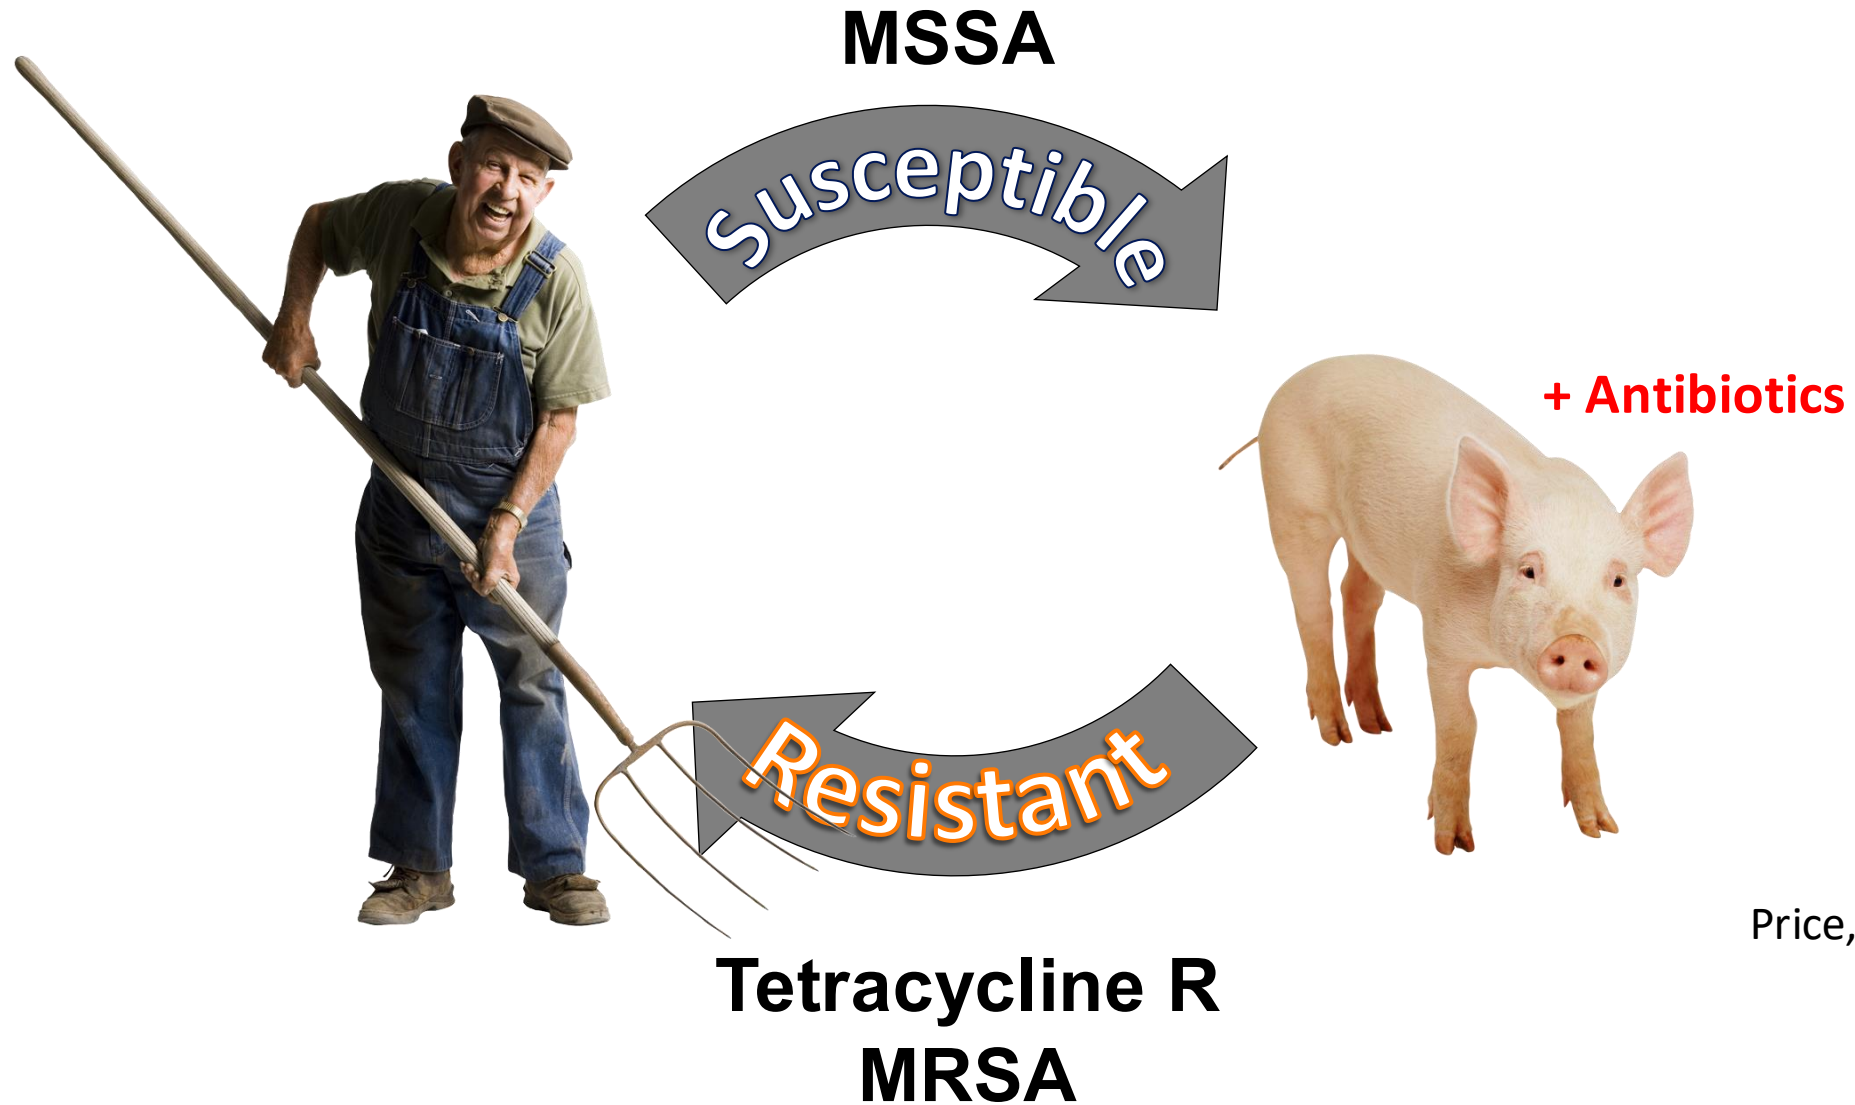 MSSA
Susceptible
+ Antibiotics
Resistant
Price,
Tetracycline R
MRSA